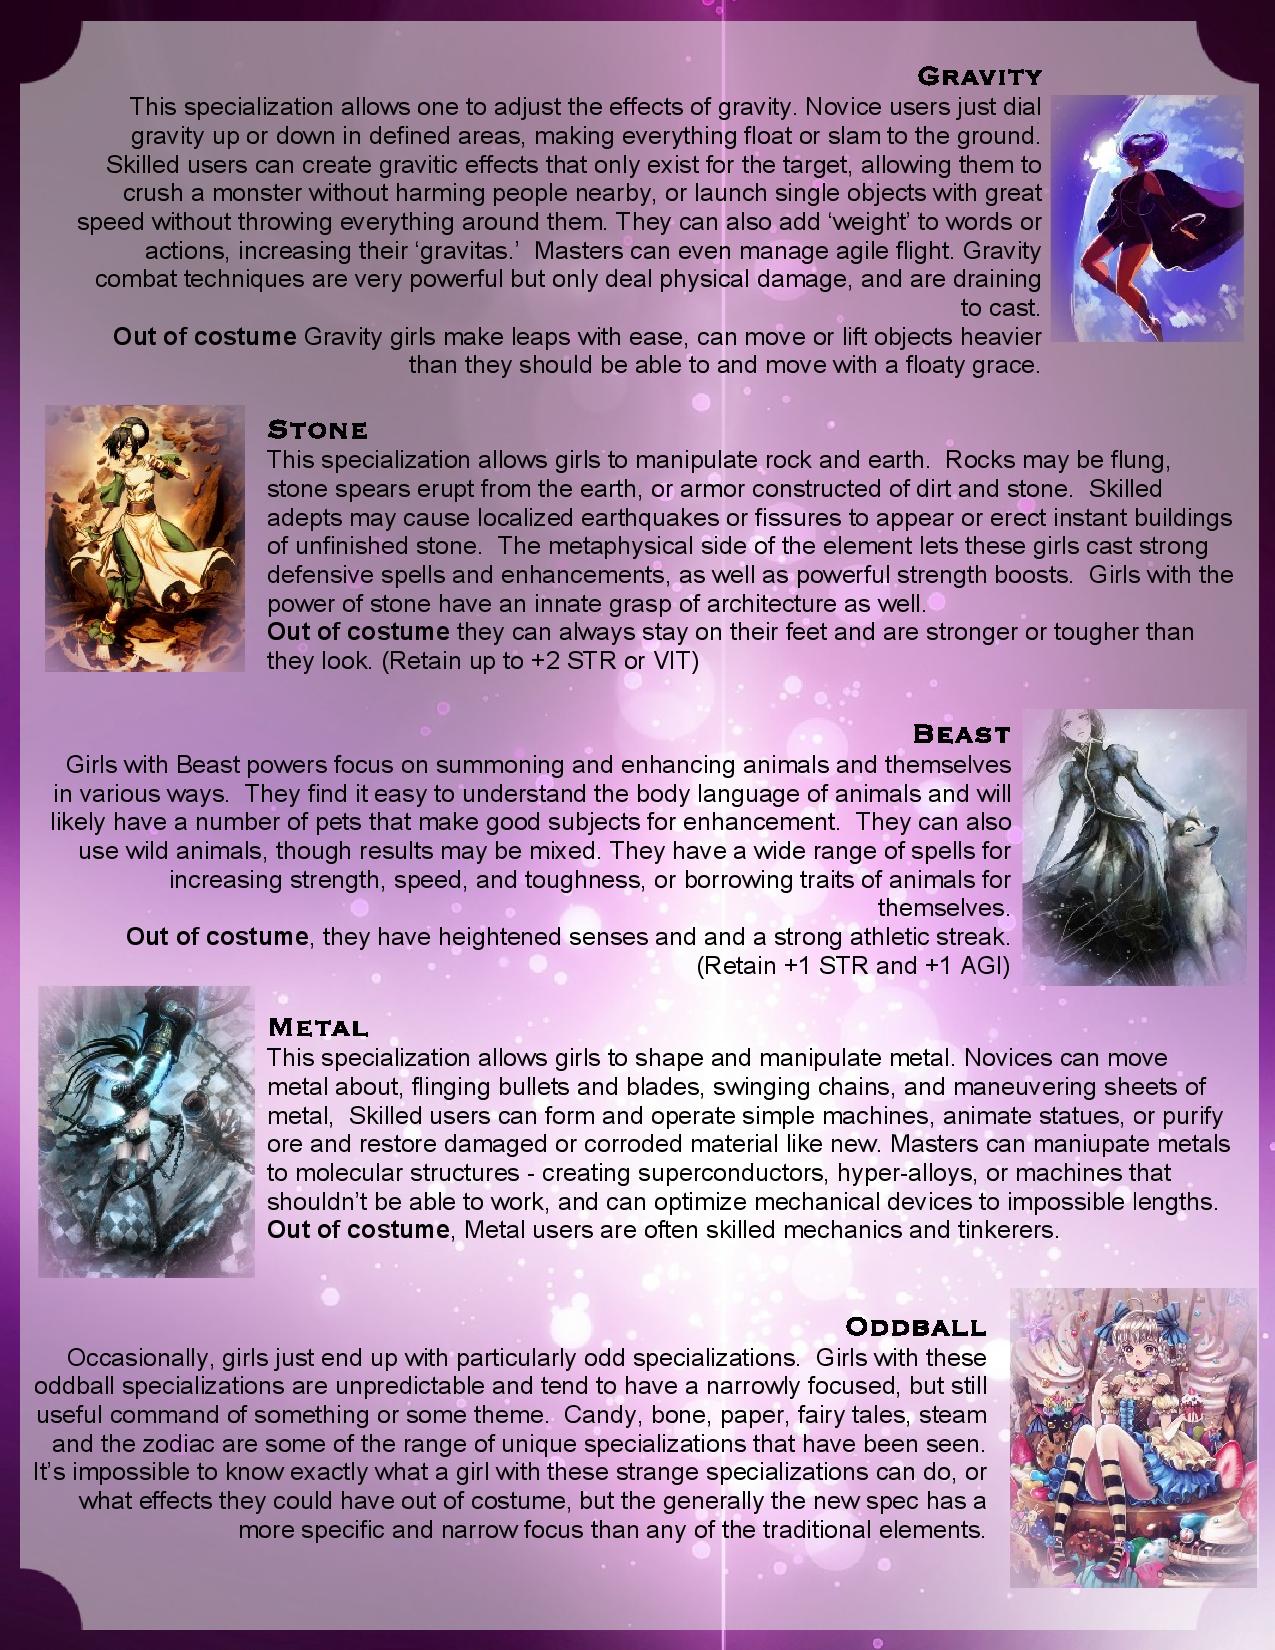 Gravity
This specialization allows one to adjust the effects of gravity. Novice users just dial
gravity up or down in defined areas, making everything float or slam to the ground.
Skilled users can create gravitic effects that only exist for the target, allowing them to
crush a monster without harming people nearby, or launch single objects with great
speed without throwing everything around them. They can also add ‘weight’ to words or
actions, increasing their ‘gravitas.’  Masters can even manage agile flight. Gravity
combat techniques are very powerful but only deal physical damage, and are draining
to cast.
Out of costume Gravity girls make leaps with ease, can move or lift objects heavier
than they should be able to and move with a floaty grace.
Stone
This specialization allows girls to manipulate rock and earth.  Rocks may be flung,
stone spears erupt from the earth, or armor constructed of dirt and stone.  Skilled
adepts may cause localized earthquakes or fissures to appear or erect instant buildings
of unfinished stone.  The metaphysical side of the element lets these girls cast strong
defensive spells and enhancements, as well as powerful strength boosts.  Girls with the
power of stone have an innate grasp of architecture as well.
Out of costume they can always stay on their feet and are stronger or tougher than
they look. (Retain up to +2 STR or VIT)
Beast
Girls with Beast powers focus on summoning and enhancing animals and themselves
in various ways.  They find it easy to understand the body language of animals and will
likely have a number of pets that make good subjects for enhancement.  They can also
use wild animals, though results may be mixed. They have a wide range of spells for
increasing strength, speed, and toughness, or borrowing traits of animals for
themselves.
Out of costume, they have heightened senses and and a strong athletic streak.
(Retain +1 STR and +1 AGI)
Metal
This specialization allows girls to shape and manipulate metal. Novices can move
metal about, flinging bullets and blades, swinging chains, and maneuvering sheets of
metal,  Skilled users can form and operate simple machines, animate statues, or purify
ore and restore damaged or corroded material like new. Masters can maniupate metals
to molecular structures - creating superconductors, hyper-alloys, or machines that
shouldn’t be able to work, and can optimize mechanical devices to impossible lengths.
Out of costume, Metal users are often skilled mechanics and tinkerers.
Oddball
Occasionally, girls just end up with particularly odd specializations.  Girls with these
oddball specializations are unpredictable and tend to have a narrowly focused, but still
useful command of something or some theme.  Candy, bone, paper, fairy tales, steam
and the zodiac are some of the range of unique specializations that have been seen.
It’s impossible to know exactly what a girl with these strange specializations can do, or
what effects they could have out of costume, but the generally the new spec has a
more specific and narrow focus than any of the traditional elements.